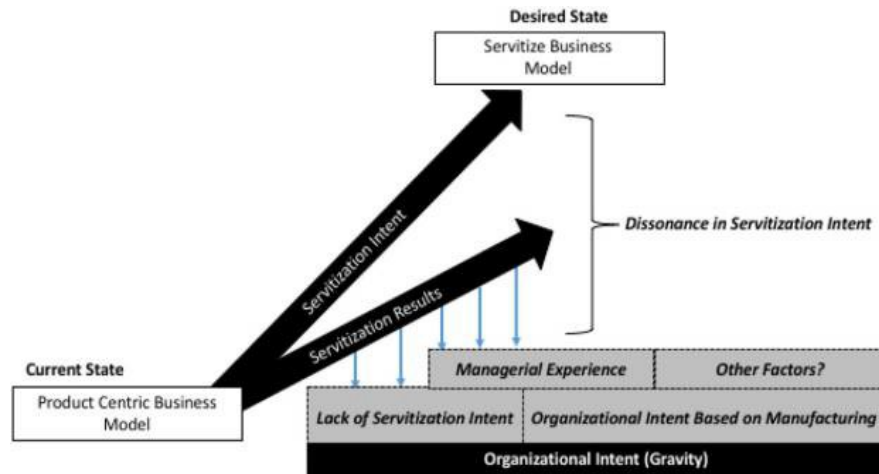 Desired State
Servitize Business
Model
Servitization Intent
Dissonance in Servitization Intent
Servitization Results
Current State
Product Centric Business
Model
Managerial Experience
Other Factors?
Lack of Servitization Intent
Organizational Intent Based on Manufacturing
Organizational Intent (Gravity)